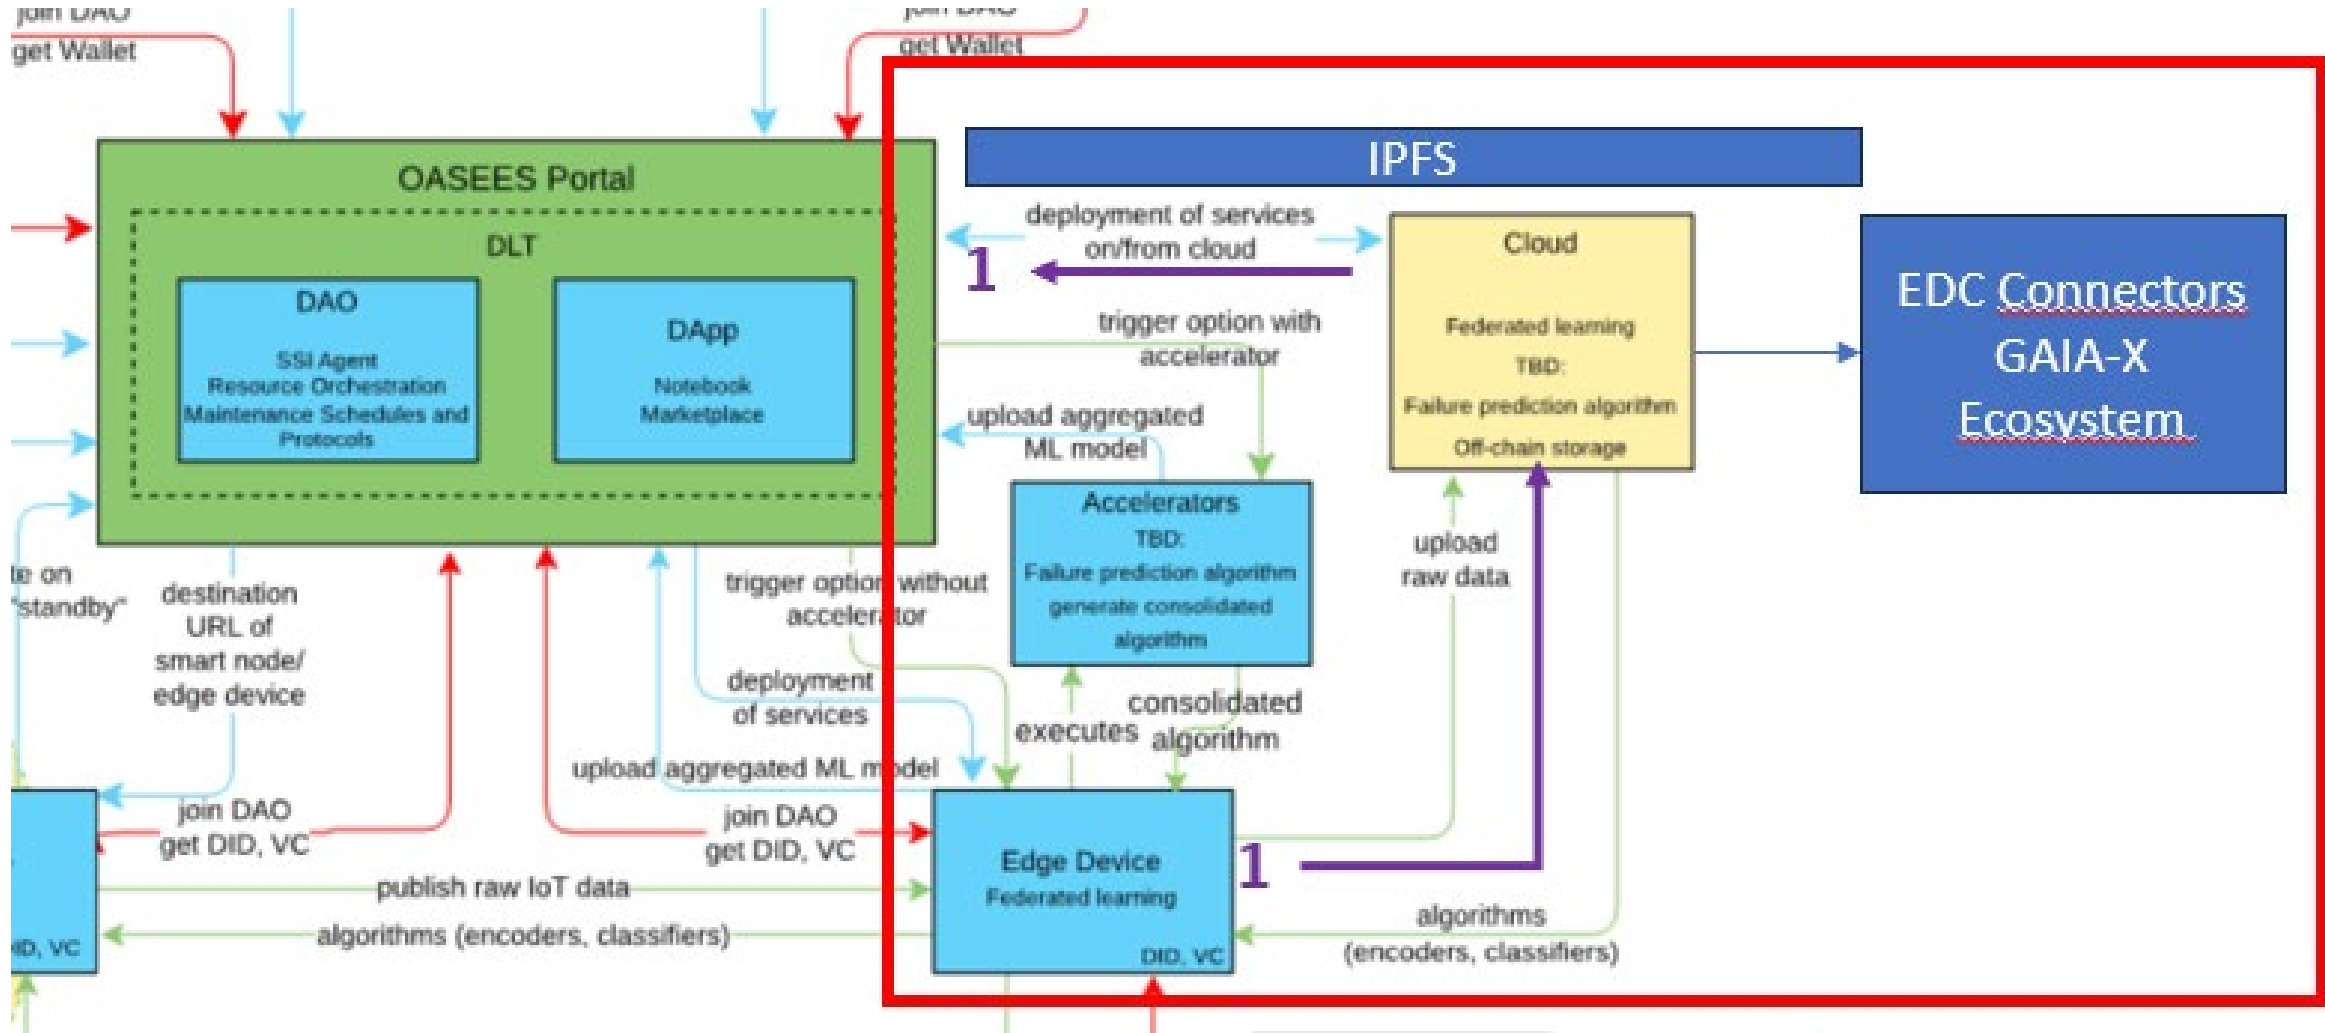 join DAO
get Wallet
join DAO
get Wallet
OASEES Portal
DLT
DAO
SSI Agent
Resource Orchestration
Maintenance Schedules and
Protocols
DApp
Notebook
Marketplace
IPFS
deployment of services
on/from cloud
1
trigger option with
accelerator
upload aggregated
ML model
Cloud
Federated learning
TBD:
Failure prediction algorithm
Off-chain storage
EDC Connectors
GAIA-X
Ecosystem
Accelerators
TBD:
Failure prediction algorithm
generate consolidated
algorithm
upload
raw data
on
"standby"
destination
URL of
smart node/
edge device
trigger option without
accelerator
deployment
of services
upload aggregated ML model
executes
consolidated
algorithm
join DAO
get DID, VC
join DAO
get DID, VC
publish raw IoT data
algorithms (encoders, classifiers)
VC
Edge Device
Federated learning
DID, VC
1
algorithms
(encoders, classifiers)